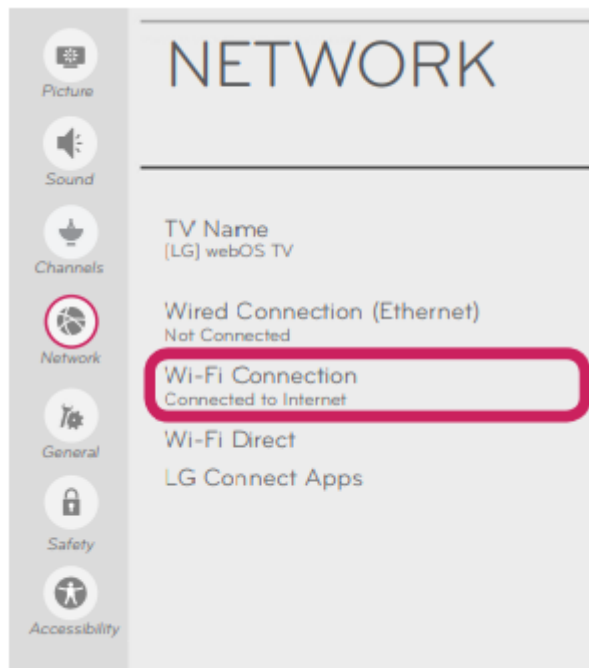 Picture
Sound
Channels
Network
General
Safety
Accessibility
NETWORK
TV Name
[LG] webOS TV
Wired Connection (Ethernet)
Not Connected
Wi-Fi Connection
Connected to Internet
Wi-Fi Direct
LG Connect Apps